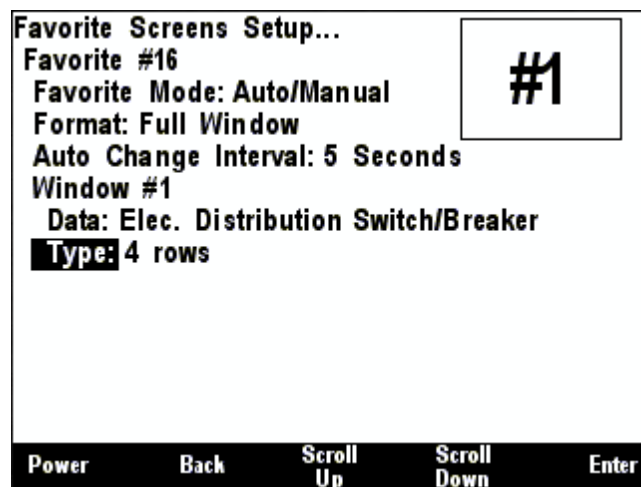 Favorite Screens Setup...
Favorite #16
Favorite Mode: Auto/Manual
Format: Full Window
Auto Change Interval: 5 Seconds
Window #1
Data: Elec. Distribution Switch/Breaker
Type: 4 rows
#1
Power Back Scroll Up Scroll Down Enter